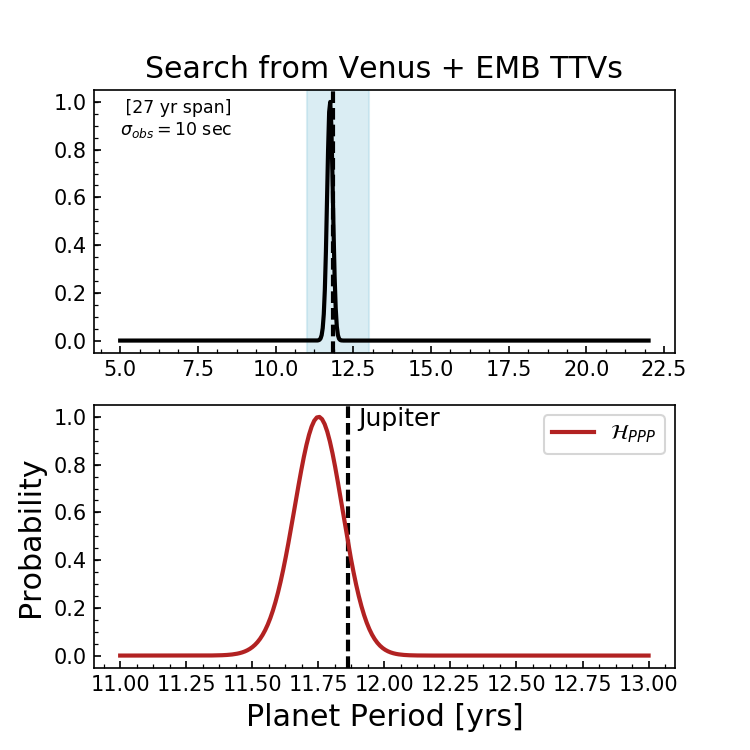 Search from Venus + EMB TTVs
1.0
0.8
0.6
0.4
0.2
0.0
[27 yr span]
σ_obs = 10 sec
5.0 7.5 10.0 12.5 15.0 17.5 20.0 22.5
Probability
1.0
0.8
0.6
0.4
0.2
0.0
Jupiter
ℋ_PPP
11.00 11.25 11.50 11.75 12.00 12.25 12.50 12.75 13.00
Planet Period [yrs]